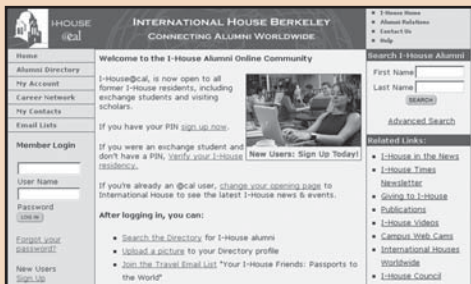 I-HOUSE
@cal
INTERNATIONAL HOUSE BERKELEY
CONNECTING ALUMNI WORLDWIDE
I-House Home
Alumni Relations
Contact Us
Help
Home
Alumni Directory
My Account
Career Network
My Contacts
Email Lists
Member Login
User Name
Password
LOG IN
Forgot your
password?
New Users
Sign Up
Welcome to the I-House Alumni Online Community
I-House@cal, is now open to all
former I-House residents, including
exchange students and visiting
scholars.
If you have your PIN sign up now.
If you were an exchange student and
don't have a PIN, Verify your I-House
residency.
New Users: Sign Up Today!
If you're already an @cal user, change your opening page to
International House to see the latest I-House news & events.
After logging in, you can:
Search the Directory for I-House alumni
Upload a picture to your Directory profile
Join the Travel Email List "Your I-House Friends: Passports to
the World"
Search I-House Alumni
First Name
Last Name
SEARCH
Advanced Search
Related Links:
I-House in the News
I-House Times
Newsletter
Giving to I-House
Publications
I-House Videos
Campus Web Cams
International Houses
Worldwide
I-House Council